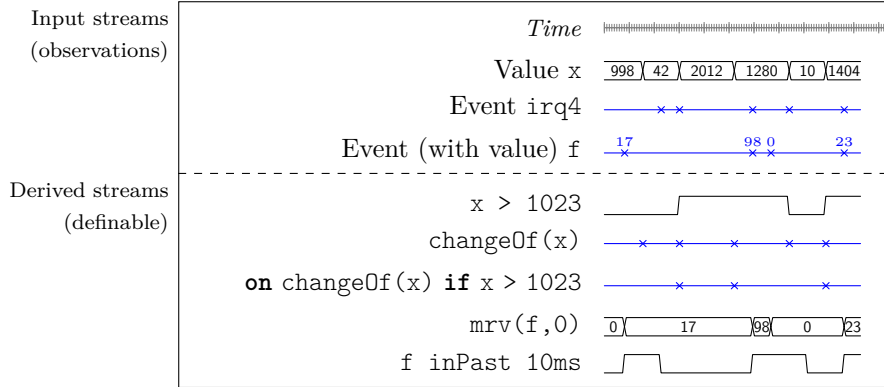 Input streams
(observations)
Time
Value x
998 42 2012 1280 10 1404
Event irq4
Event (with value) f
17 98 0 23
Derived streams
(definable)
x > 1023
changeOf(x)
on changeOf(x) if x > 1023
mrv(f,0)
0 17 98 0 23
f inPast 10ms